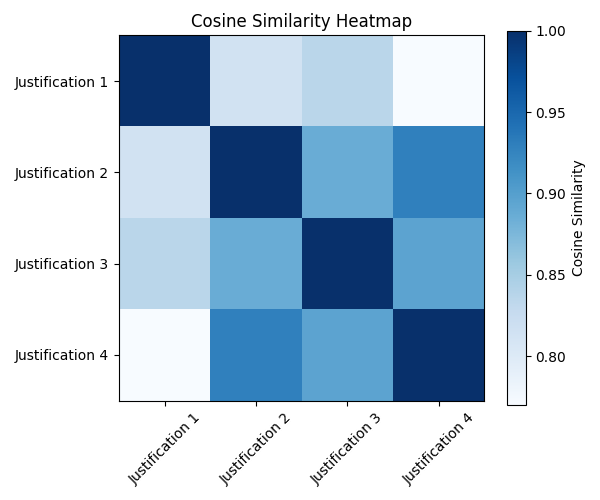 Cosine Similarity Heatmap
Justification 1
Justification 2
Justification 3
Justification 4
Justification 1
Justification 2
Justification 3
Justification 4
1.00
0.95
0.90
0.85
0.80
Cosine Similarity